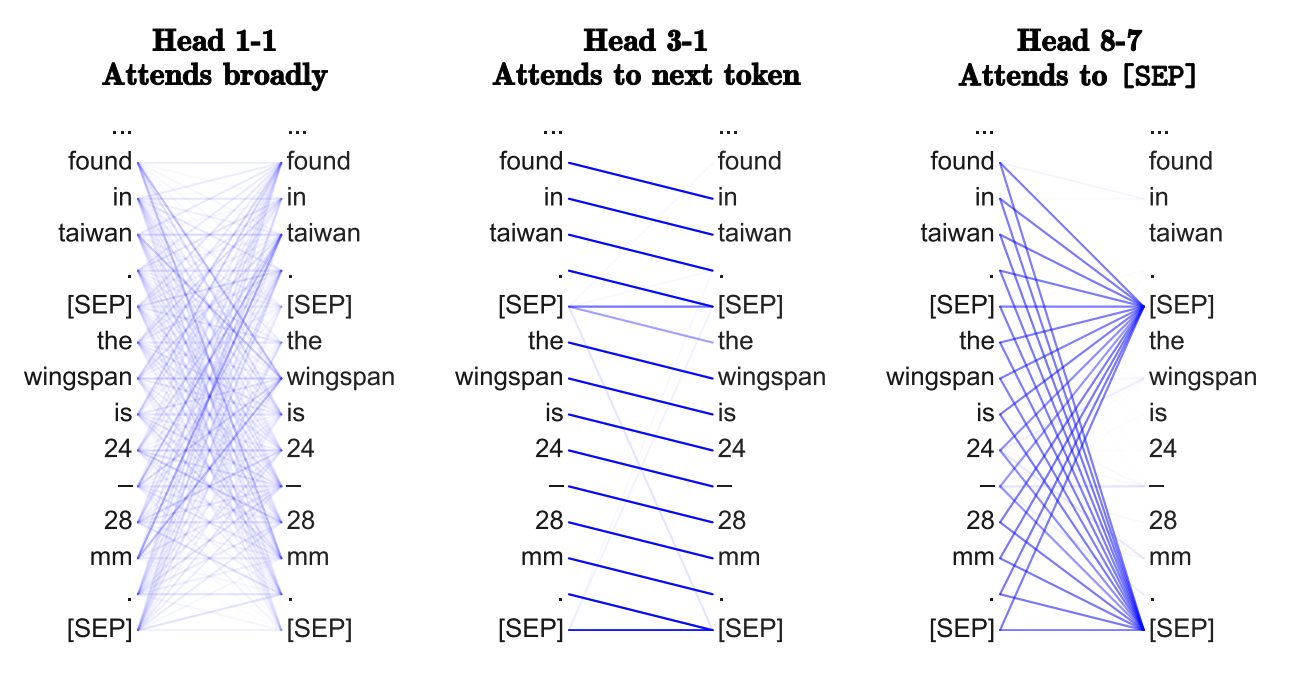 Head 1-1
Attends broadly
...
found
in
taiwan
.
[SEP]
the
wingspan
is
24
–
28
mm
.
[SEP]
...
found
in
taiwan
.
[SEP]
the
wingspan
is
24
–
28
mm
.
[SEP]
Head 3-1
Attends to next token
...
found
in
taiwan
.
[SEP]
the
wingspan
is
24
–
28
mm
.
[SEP]
...
found
in
taiwan
.
[SEP]
the
wingspan
is
24
–
28
mm
.
[SEP]
Head 8-7
Attends to [SEP]
...
found
in
taiwan
.
[SEP]
the
wingspan
is
24
–
28
mm
.
[SEP]
...
found
in
taiwan
.
[SEP]
the
wingspan
is
24
–
28
mm
.
[SEP]